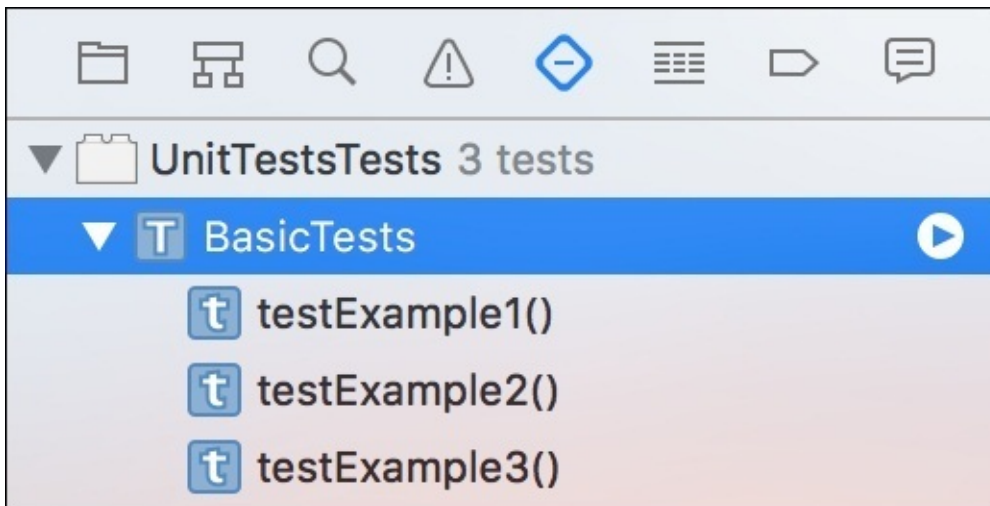 UnitTestsTests 3 tests
T BasicTests
t testExample1()
t testExample2()
t testExample3()